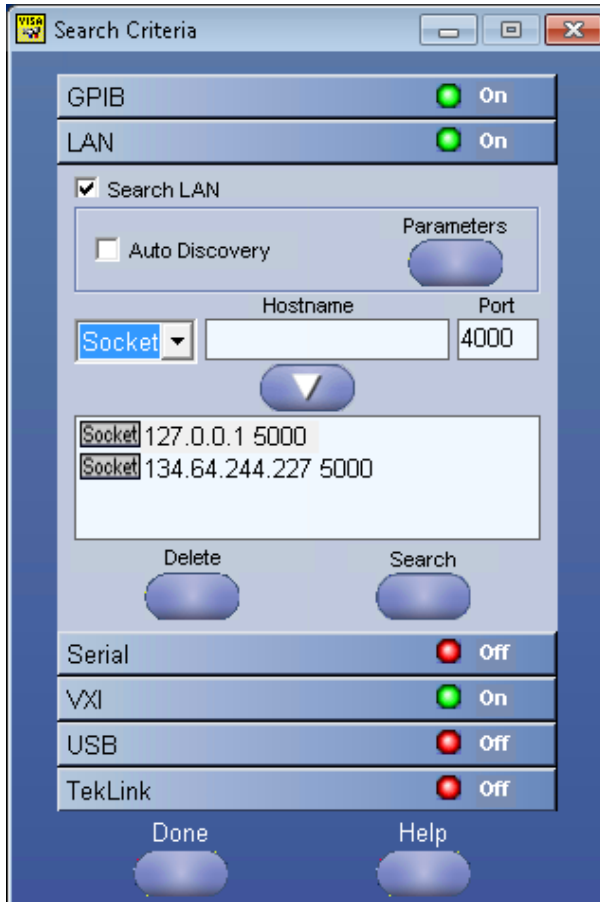 VISA Search Criteria
GPIB On
LAN On
Search LAN
Parameters
Auto Discovery
Hostname Port
Socket 4000
Socket 127.0.0.1 5000
Socket 134.64.244.227 5000
Delete Search
Serial Off
VXI On
USB Off
TekLink Off
Done Help